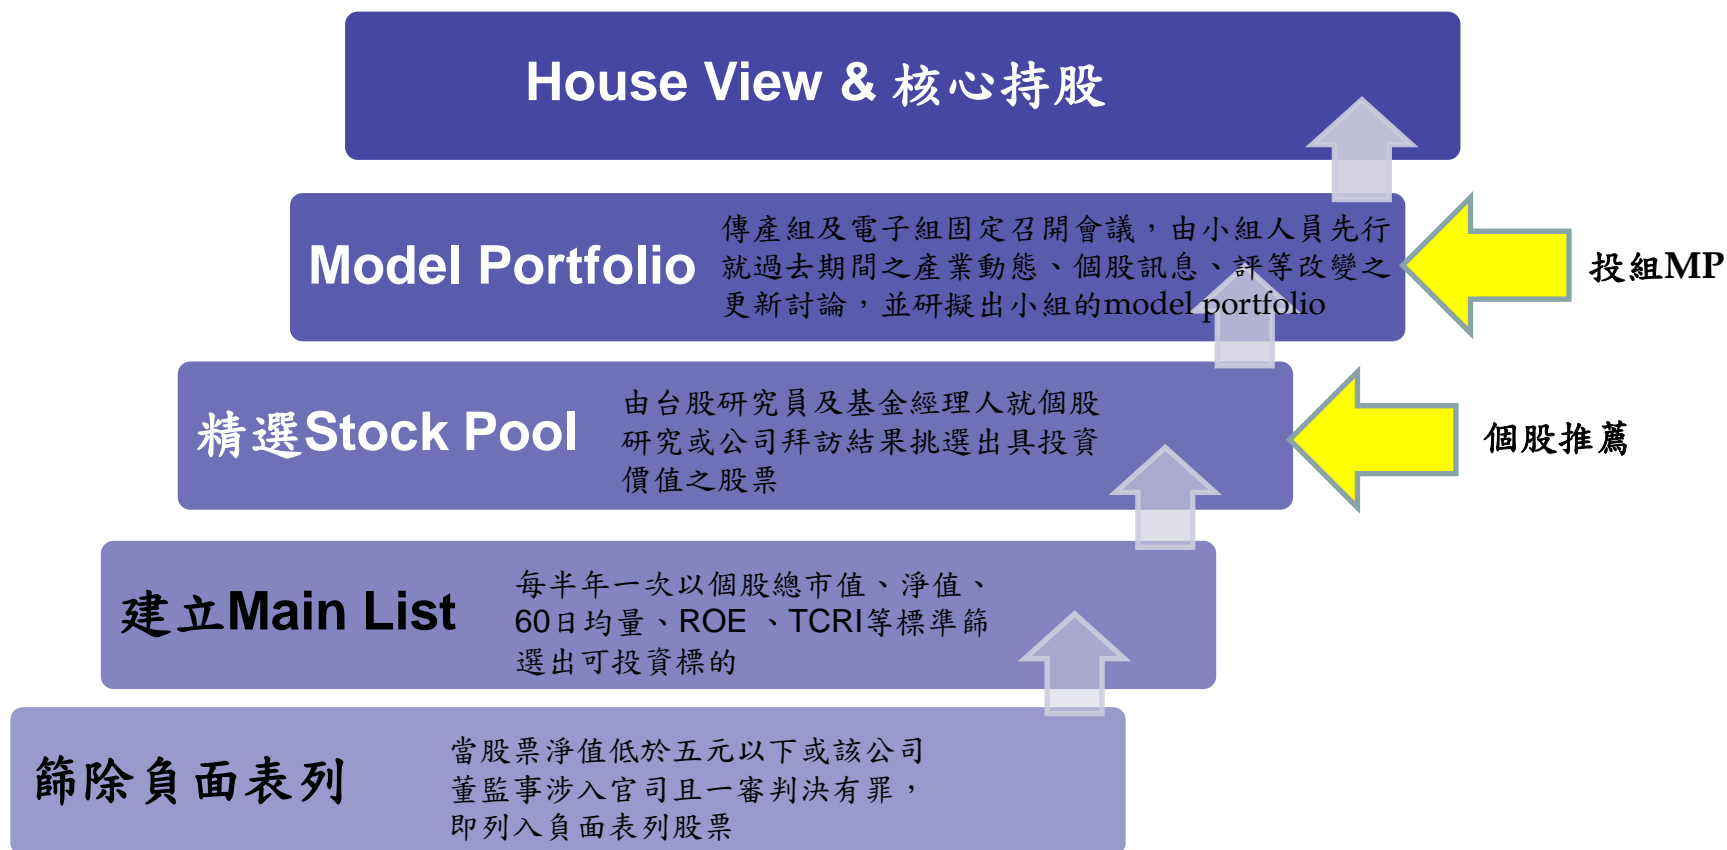 House View & 核心持股
Model Portfolio
傳產組及電子組固定召開會議，由小組人員先行
就過去期間之產業動態、個股訊息、評等改變之
更新討論，並研擬出小組的model portfolio
投組MP
精選Stock Pool
由台股研究員及基金經理人就個股
研究或公司拜訪結果挑選出具投資
價值之股票
個股推薦
建立Main List
每半年一次以個股總市值、淨值、
60日均量、ROE 、TCRI等標準篩
選出可投資標的
篩除負面表列
當股票淨值低於五元以下或該公司
董監事涉入官司且一審判決有罪，
即列入負面表列股票